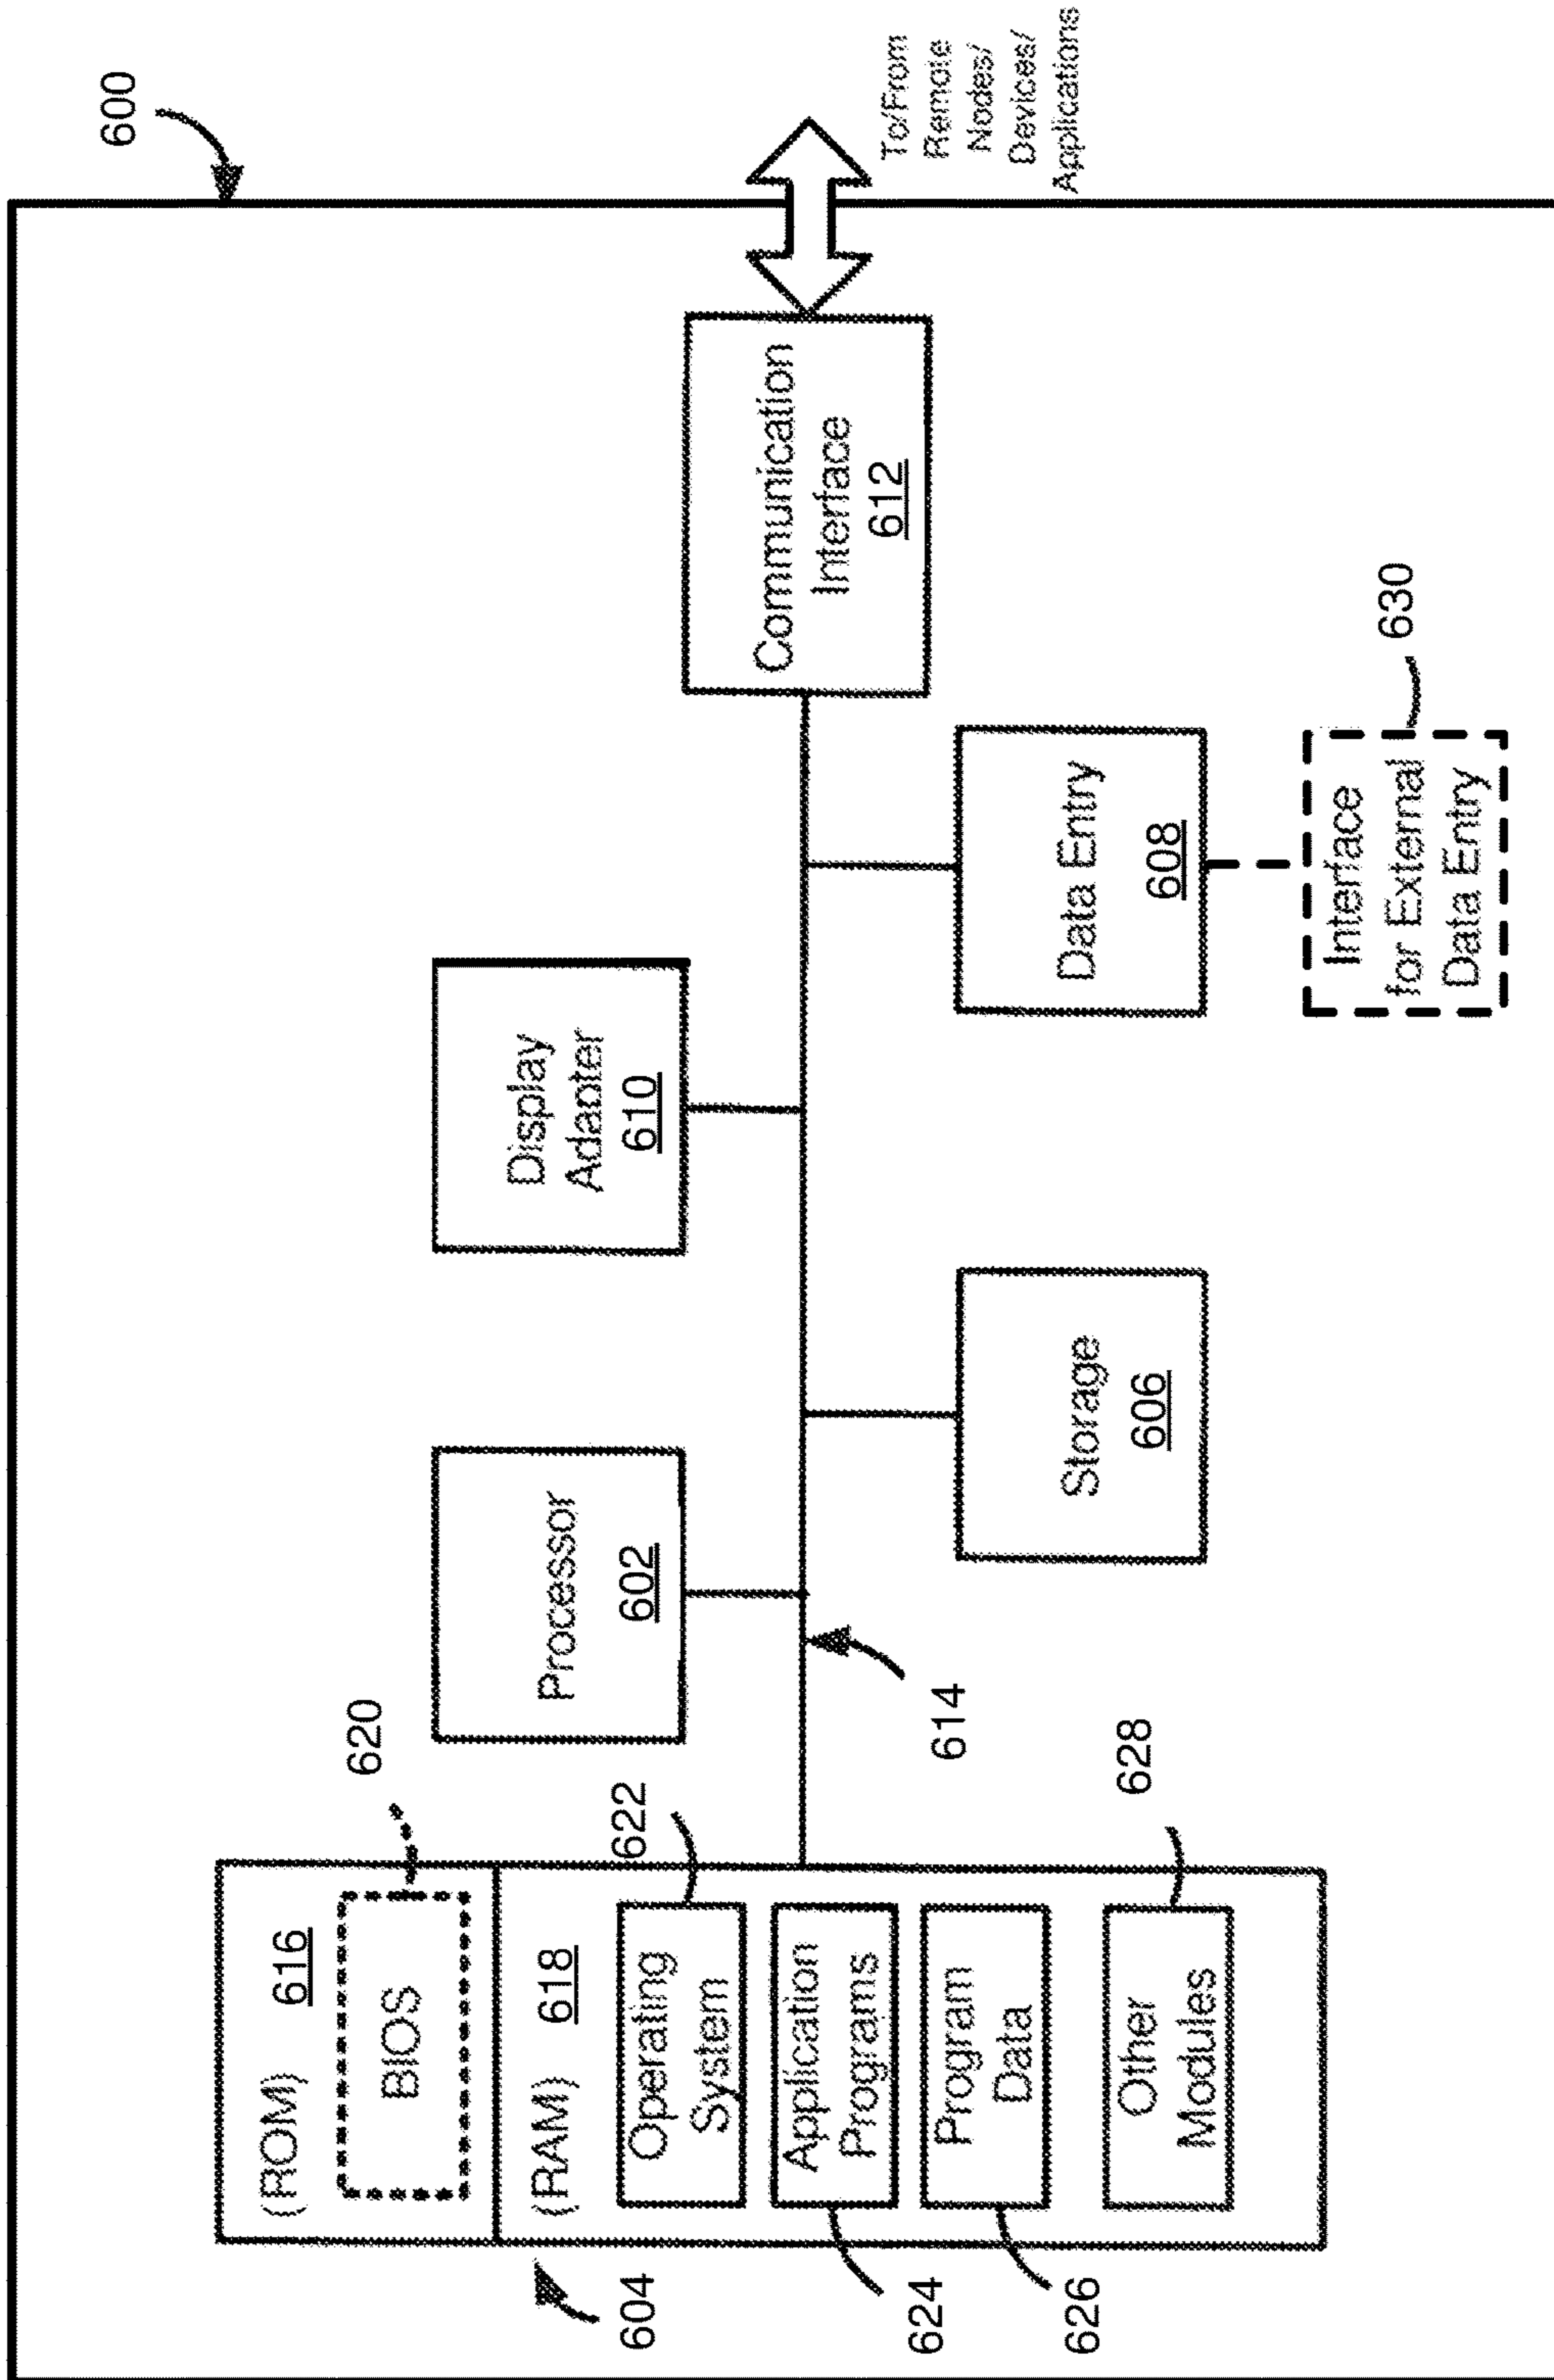 600
(ROM) 616
BIOS
620
(RAM) 618
Operating
System
622
Application
Programs
Program
Data
Other
Modules
628
604
624
626
Processor
602
614
Display
Adapter
610
Storage
606
Data Entry
608
Communication
Interface
612
To/From
Remote
Nodes/
Devices/
Applications
Interface
for External
Data Entry
630